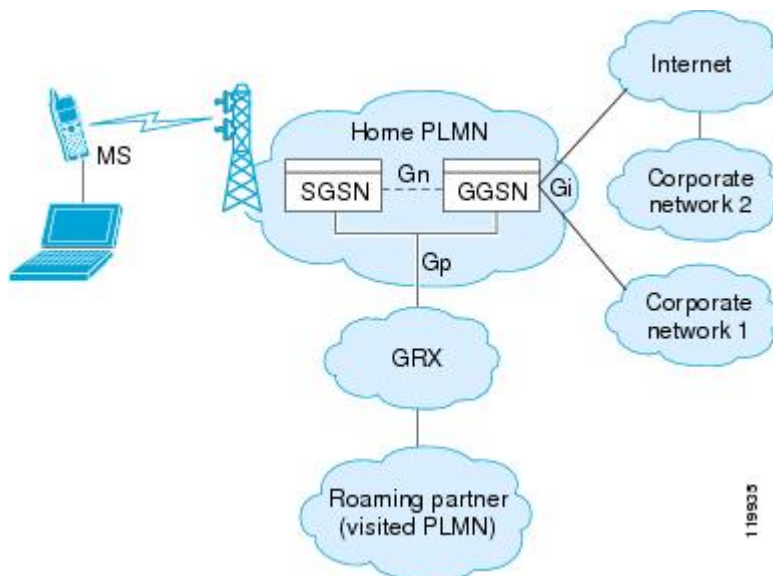 Internet
Home PLMN
MS
SGSN
Gn
GGSN
Gi
Corporate
network 2
Gp
Corporate
network 1
GRX
Roaming partner
(visited PLMN)
119935